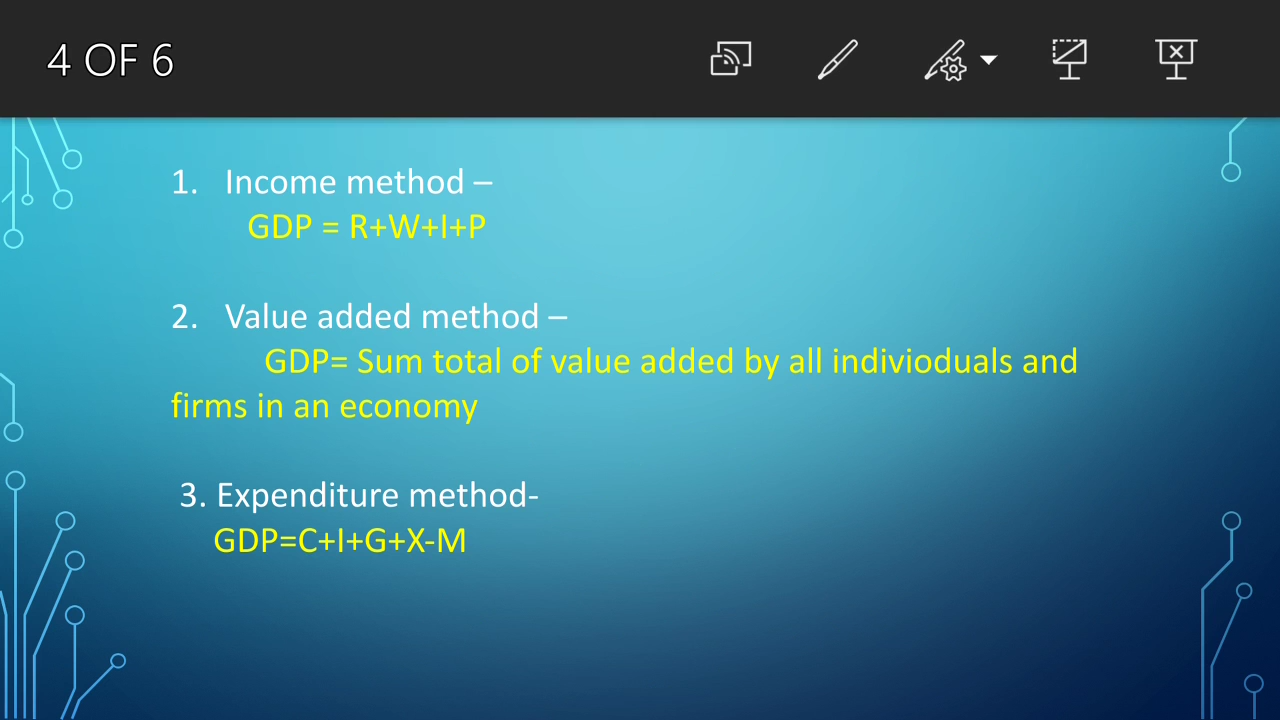 4 OF 6
1. Income method –
GDP = R+W+I+P
2. Value added method –
GDP= Sum total of value added by all indivioduals and
firms in an economy
3. Expenditure method-
GDP=C+I+G+X-M